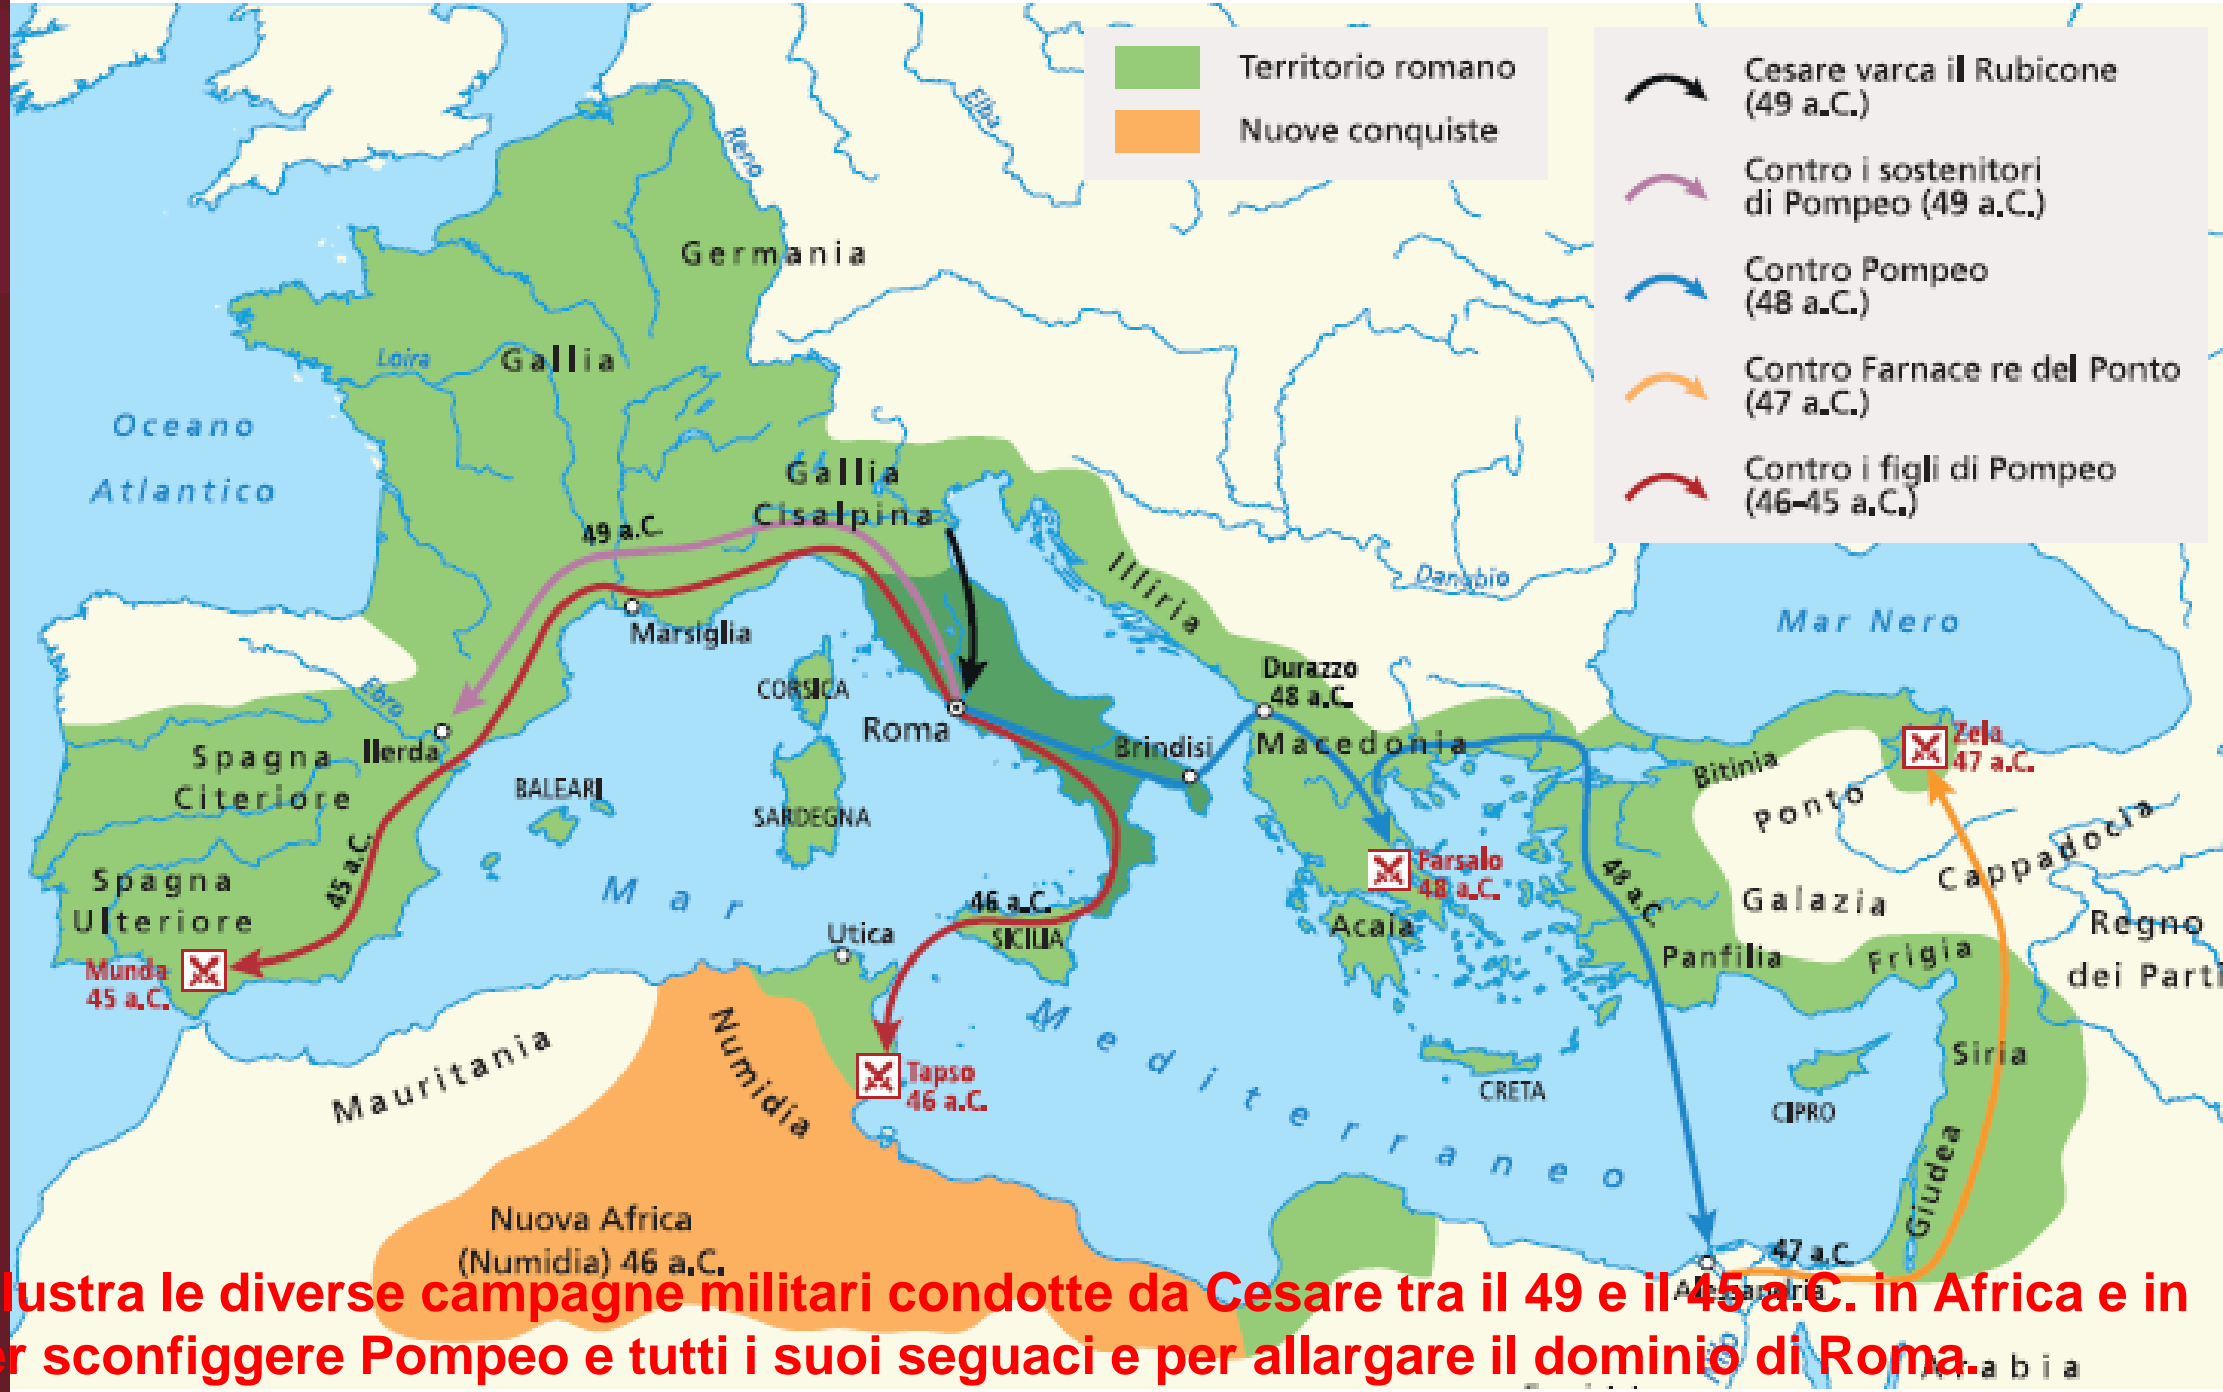 Territorio romano
Nuove conquiste
Cesare varca il Rubicone
(49 a.C.)
Contro i sostenitori
di Pompeo (49 a.C.)
Contro Pompeo
(48 a.C.)
Contro Farnace re del Ponto
(47 a.C.)
Contro i figli di Pompeo
(46-45 a.C.)
Elba
Reno
Germania
Loira
Gallia
Oceano
Atlantico
Gallia
Cisalpina
49 a.C.
Illiria
Danubio
Mar Nero
Marsiglia
CORSICA
Roma
Durazzo
48 a.C.
Ebro
Ilerda
Spagna
Citeriore
BALEARI
SARDEGNA
Brindisi
Macedonia
Bitinia
Zela
47 a.C.
Ponto
Cappadocia
Galazia
Farsalo
48 a.C.
48 a.C.
45 a.C.
Spagna
Ulteriore
Munda
45 a.C.
Mar
Mediterraneo
46 a.C.
SICILIA
Utica
Acaia
Panfilia
Frigia
Regno
dei Parti
Mauritania
Numidia
Tapso
46 a.C.
CRETA
CIPRO
Siria
Giudea
Nuova Africa
(Numidia) 46 a.C.
47 a.C.
Alessandria
lustra le diverse campagne militari condotte da Cesare tra il 49 e il 45 a.C. in Africa e in
r sconfiggere Pompeo e tutti i suoi seguaci e per allargare il dominio di Roma.
Arabia